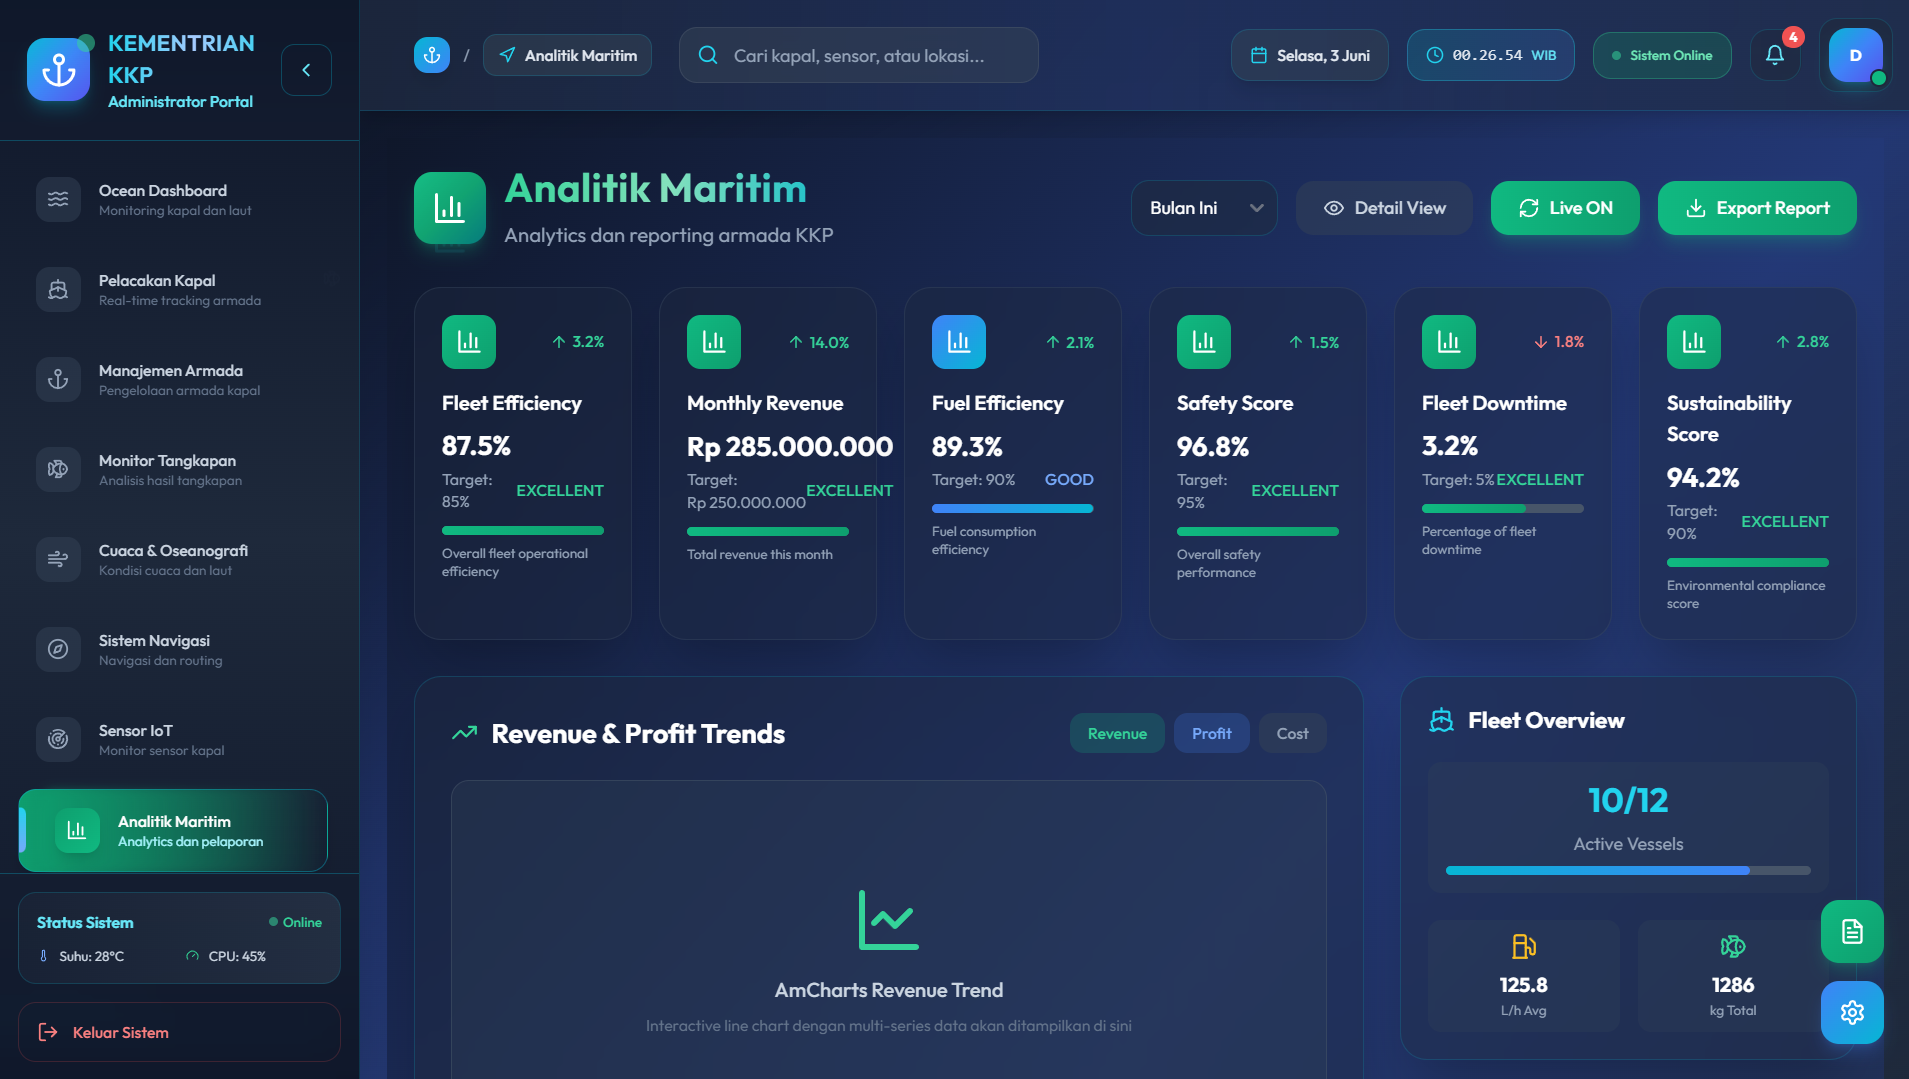 KEMENTRIAN
KKP
Administrator Portal
Ocean Dashboard
Monitoring kapal dan laut
Pelacakan Kapal
Real-time tracking armada
Manajemen Armada
Pengelolaan armada kapal
Monitor Tangkapan
Analisis hasil tangkapan
Cuaca & Oseanografi
Kondisi cuaca dan laut
Sistem Navigasi
Navigasi dan routing
Sensor IoT
Monitor sensor kapal
Analitik Maritim
Analytics dan pelaporan
Status Sistem
Online
Suhu: 28°C
CPU: 45%
Keluar Sistem
/
Analitik Maritim
Cari kapal, sensor, atau lokasi...
Selasa, 3 Juni
00.26.54 WIB
Sistem Online
4
D
Analitik Maritim
Analytics dan reporting armada KKP
Bulan Ini
Detail View
Live ON
Export Report
3.2%
Fleet Efficiency
87.5%
Target:
85%
EXCELLENT
Overall fleet operational
efficiency
14.0%
Monthly Revenue
Rp 285.000.000
Target:
Rp 250.000.000
EXCELLENT
Total revenue this month
2.1%
Fuel Efficiency
89.3%
Target: 90%
GOOD
Fuel consumption
efficiency
1.5%
Safety Score
96.8%
Target:
95%
EXCELLENT
Overall safety
performance
1.8%
Fleet Downtime
3.2%
Target: 5%
EXCELLENT
Percentage of fleet
downtime
2.8%
Sustainability
Score
94.2%
Target:
90%
EXCELLENT
Environmental compliance
score
Revenue & Profit Trends
Revenue
Profit
Cost
AmCharts Revenue Trend
Interactive line chart dengan multi-series data akan ditampilkan di sini
Fleet Overview
10/12
Active Vessels
125.8
L/h Avg
1286
kg Total